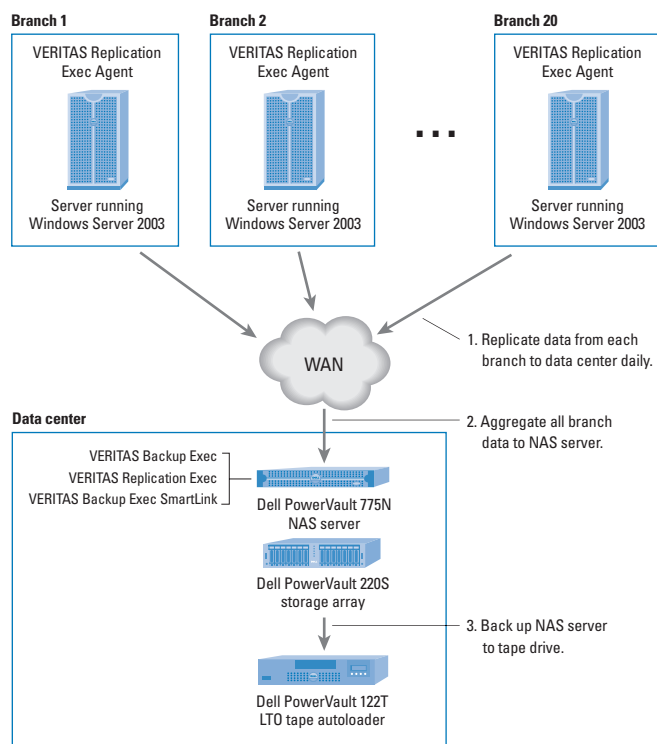 Branch 1
VERITAS Replication
Exec Agent
Server running
Windows Server 2003
Branch 2
VERITAS Replication
Exec Agent
Server running
Windows Server 2003
...
Branch 20
VERITAS Replication
Exec Agent
Server running
Windows Server 2003
WAN
1. Replicate data from each
branch to data center daily.
2. Aggregate all branch
data to NAS server.
Data center
VERITAS Backup Exec
VERITAS Replication Exec
VERITAS Backup Exec SmartLink
Dell PowerVault 775N
NAS server
Dell PowerVault 220S
storage array
3. Back up NAS server
to tape drive.
Dell PowerVault 122T
LTO tape autoloader